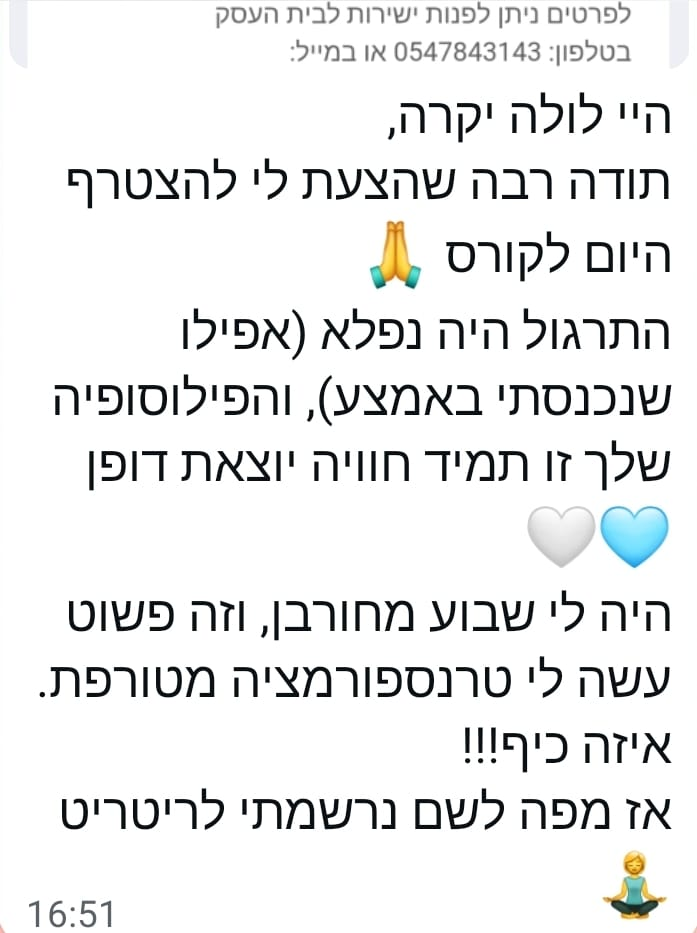 לפרטים ניתן לפנות ישירות לבית העסק
בטלפון: 0547843143 או במייל:
היי לולה יקרה,
תודה רבה שהצעת לי להצטרף
היום לקורס 🙏
התרגול היה נפלא (אפילו
שנכנסתי באמצע), והפילוסופיה
שלך זו תמיד חוויה יוצאת דופן
🩵🤍
היה לי שבוע מחורבן, וזה פשוט
עשה לי טרנספורמציה מטורפת.
איזה כיף!!!
אז מפה לשם נרשמתי לריטריט
🧘‍♀️
16:51